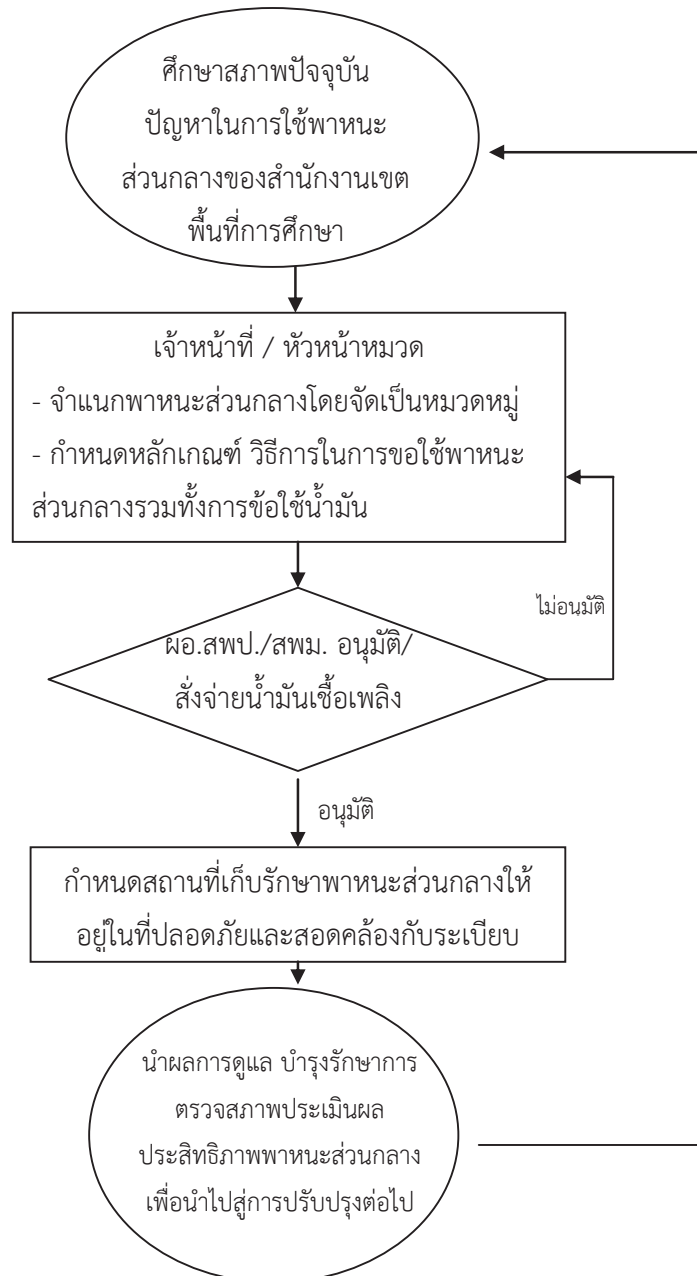 ศึกษาสภาพปัจจุบัน
ปัญหาในการใช้พาหนะ
ส่วนกลางของสำนักงานเขต
พื้นที่การศึกษา
เจ้าหน้าที่ / หัวหน้าหมวด
- จำแนกพาหนะส่วนกลางโดยจัดเป็นหมวดหมู่
- กำหนดหลักเกณฑ์ วิธีการในการขอใช้พาหนะ
ส่วนกลางรวมทั้งการข้อใช้น้ำมัน
ไม่อนุมัติ
ผอ.สพป./สพม. อนุมัติ/
สั่งจ่ายน้ำมันเชื้อเพลิง
อนุมัติ
กำหนดสถานที่เก็บรักษาพาหนะส่วนกลางให้
อยู่ในที่ปลอดภัยและสอดคล้องกับระเบียบ
นำผลการดูแล บำรุงรักษาการ
ตรวจสภาพประเมินผล
ประสิทธิภาพพาหนะส่วนกลาง
เพื่อนำไปสู่การปรับปรุงต่อไป